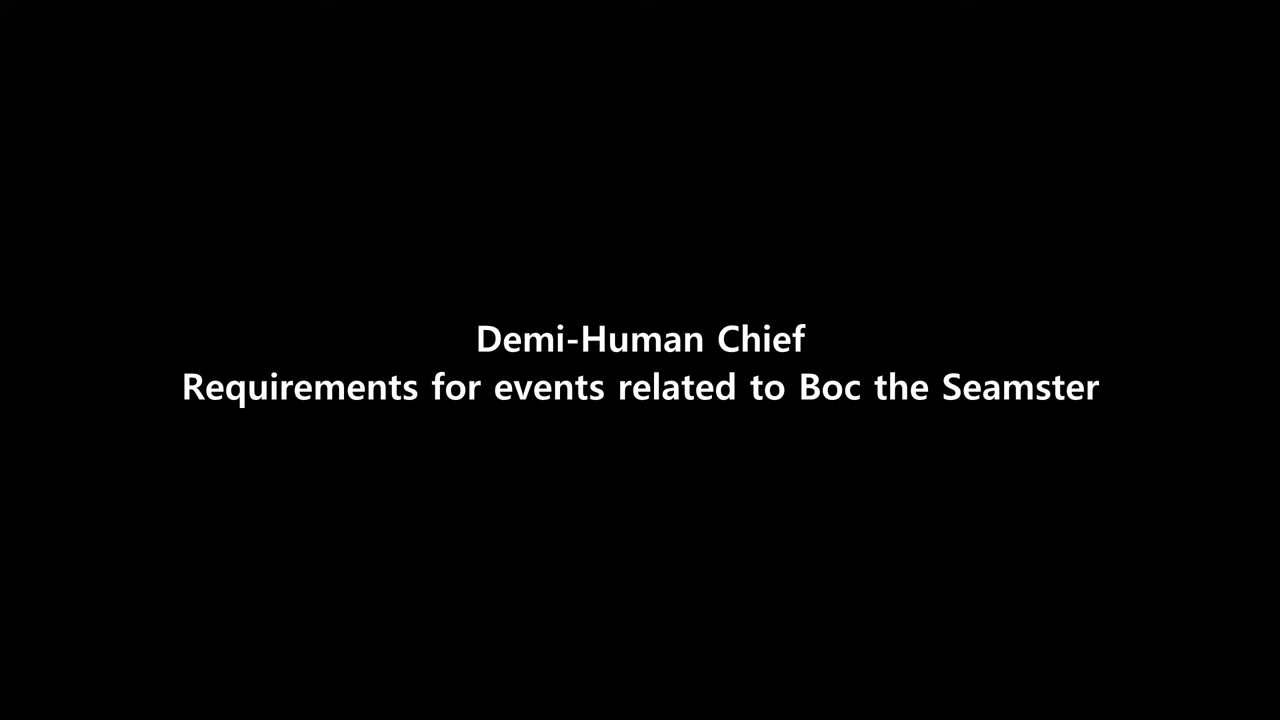 Demi-Human Chief
Requirements for events related to Boc the Seamster